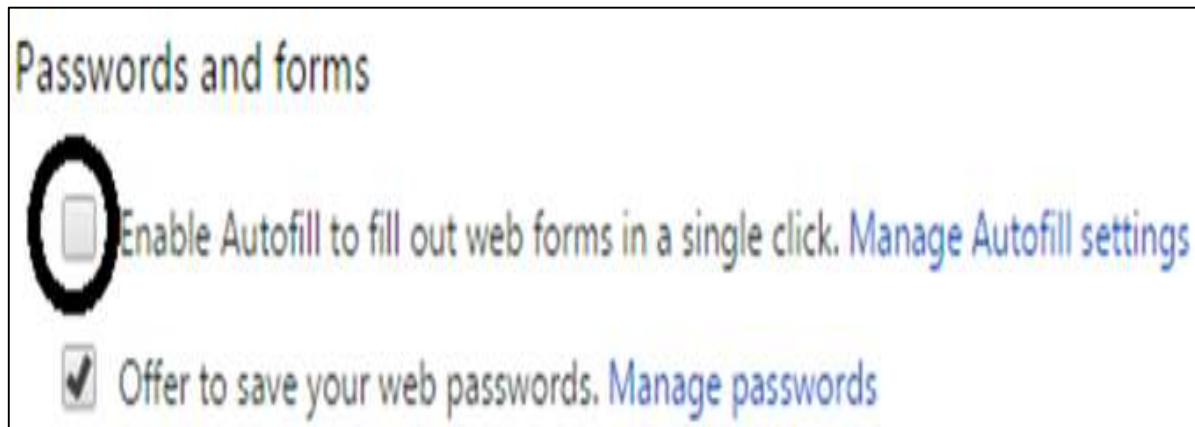 Passwords and forms
Enable Autofill to fill out web forms in a single click. Manage Autofill settings
Offer to save your web passwords. Manage passwords